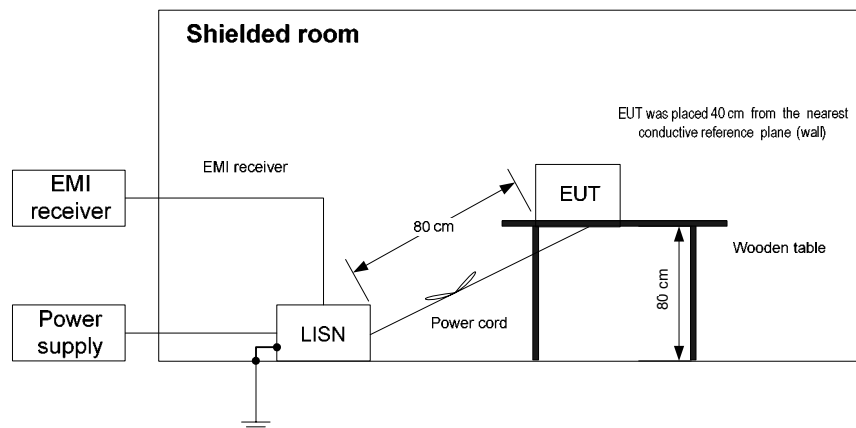 Shielded room
EUT was placed 40 cm from the nearest
conductive reference plane (wall)
EMI receiver
EMI
receiver
EUT
80 cm
Wooden table
80 cm
Power cord
LISN
Power
supply